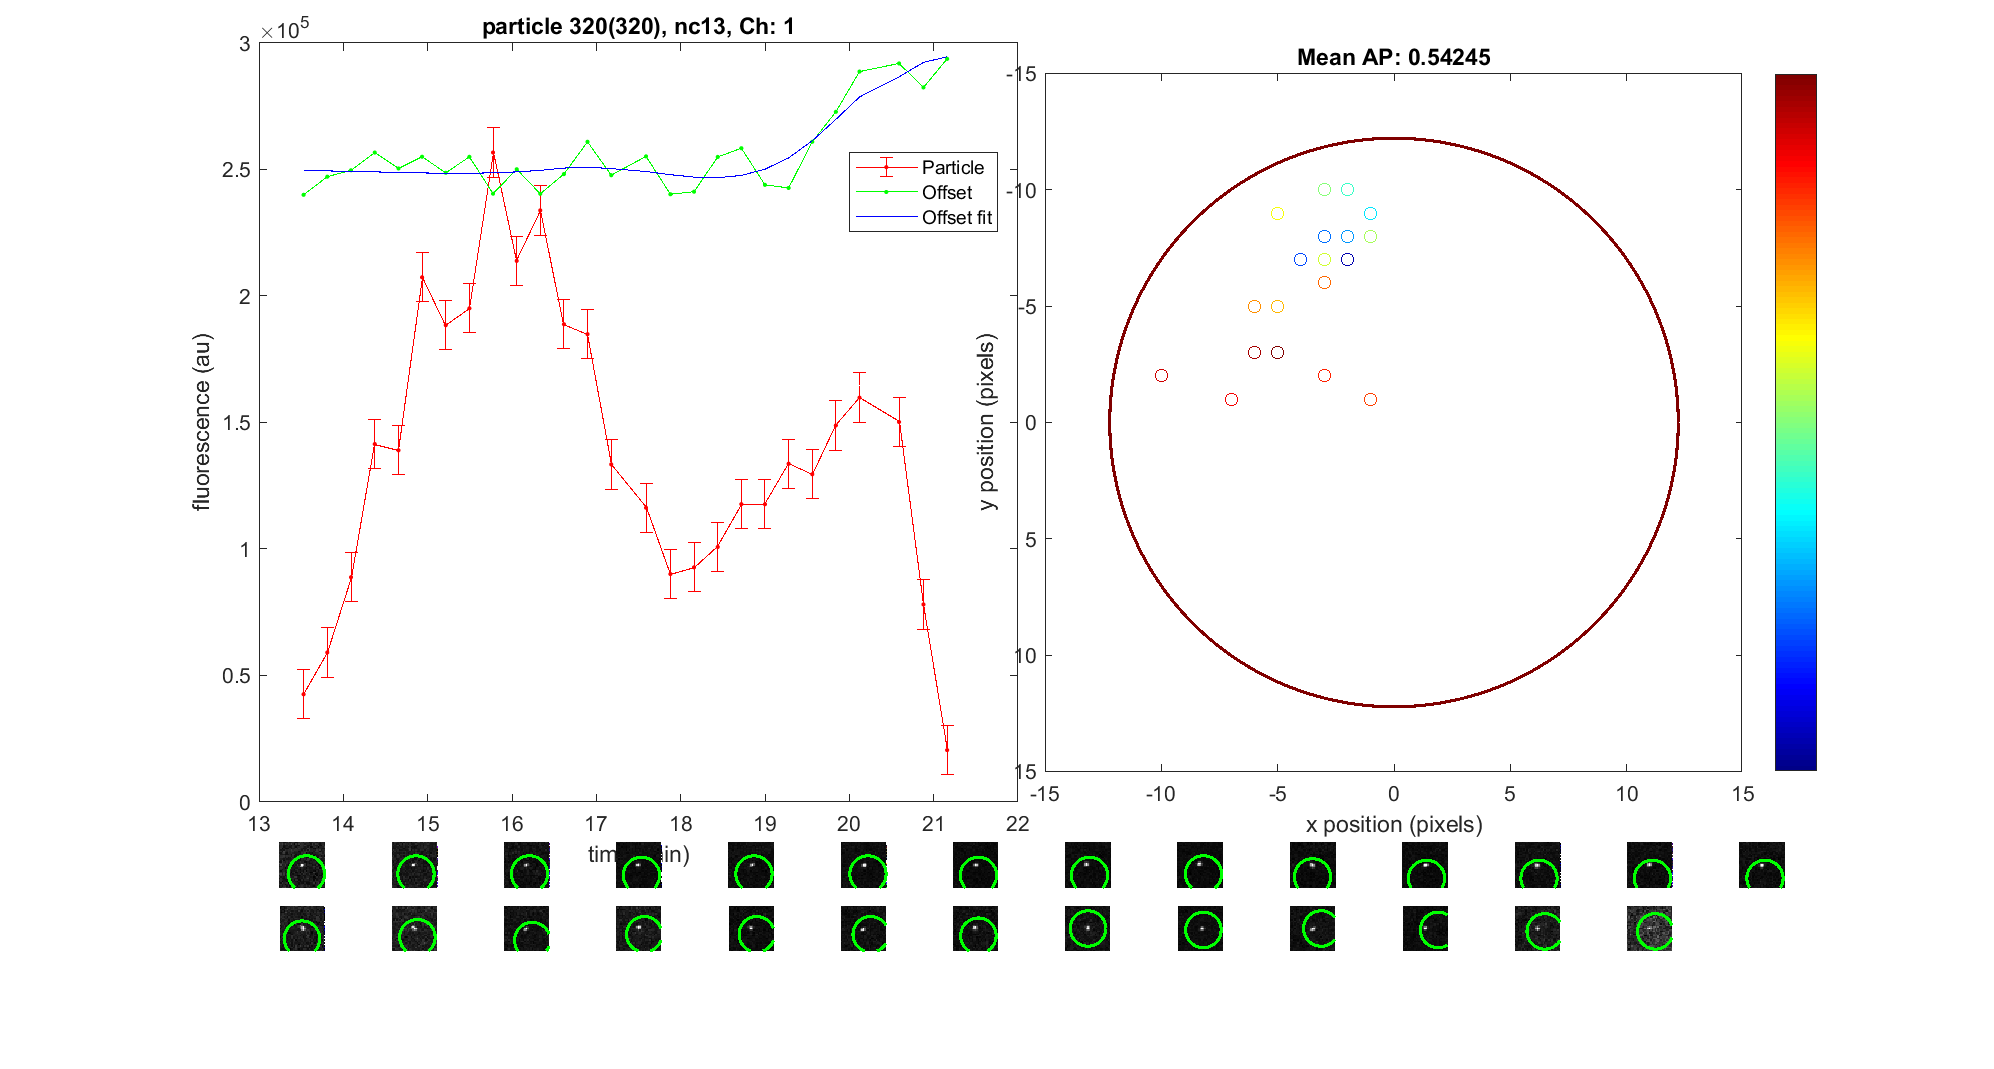 particle 320(320), nc13, Ch: 1
×10^5
3
2.5
2
1.5
1
0.5
0
fluorescence (au)
13 14 15 16 17 18 19 20 21 22
Particle
Offset
Offset fit
Mean AP: 0.54245
-15
-10
-5
0
5
10
15
y position (pixels)
-15 -10 -5 0 5 10 15
x position (pixels)